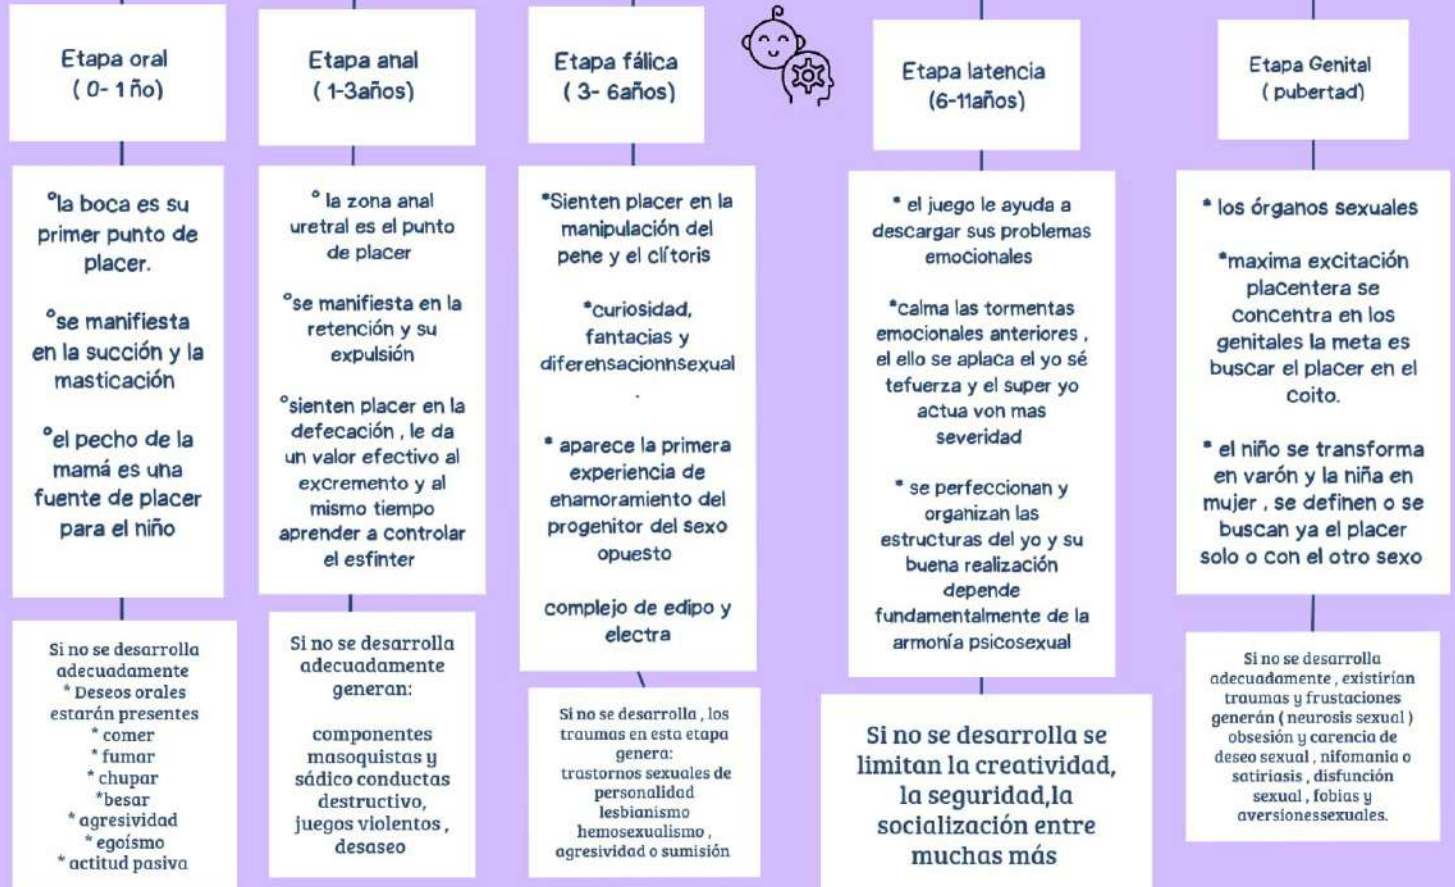 Etapa oral
( 0- 1 ño)
°la boca es su
primer punto de
placer.
°se manifiesta
en la succión y la
masticación
°el pecho de la
mamá es una
fuente de placer
para el niño
Si no se desarrolla
adecuadamente
* Deseos orales
estarán presentes
* comer
* fumar
* chupar
*besar
* agresividad
* egoísmo
* actitud pasiva
Etapa anal
( 1-3años)
° la zona anal
uretral es el punto
de placer
°se manifiesta en la
retención y su
expulsión
°sienten placer en la
defecación , le da
un valor efectivo al
excremento y al
mismo tiempo
aprender a controlar
el esfinter
Si no se desarrolla
adecuadamente
generan:
componentes
masoquistas y
sádico conductas
destructivo,
juegos violentos ,
desaseo
Etapa fálica
( 3- 6años)
*Sienten placer en la
manipulación del
pene y el clítoris
*curiosidad,
fantacias y
diferensacionnsexual
.
* aparece la primera
experiencia de
enamoramiento del
progenitor del sexo
opuesto
complejo de edipo y
electra
Si no se desarrolla , los
traumas en esta etapa
genera:
trastornos sexuales de
personalidad
lesbianismo
hemosexualismo ,
agresividad o sumisión
Etapa latencia
(6-11años)
* el juego le ayuda a
descargar sus problemas
emocionales
*calma las tormentas
emocionales anteriores ,
el ello se aplaca el yo sé
tefuerza y el super yo
actua von mas
severidad
* se perfeccionan y
organizan las
estructuras del yo y su
buena realización
depende
fundamentalmente de la
armonía psicosexual
Si no se desarrolla se
limitan la creatividad,
la seguridad,la
socialización entre
muchas más
Etapa Genital
( pubertad)
* los órganos sexuales
*maxima excitación
placentera se
concentra en los
genitales la meta es
buscar el placer en el
coito.
* el niño se transforma
en varón y la niña en
mujer , se definen o se
buscan ya el placer
solo o con el otro sexo
Si no se desarrolla
adecuadamente , existirían
traumas y frustaciones
generán ( neurosis sexual )
obsesión y carencia de
deseo sexual , nifomania o
satiriasis , disfunción
sexual , fobias y
aversionessexuales.